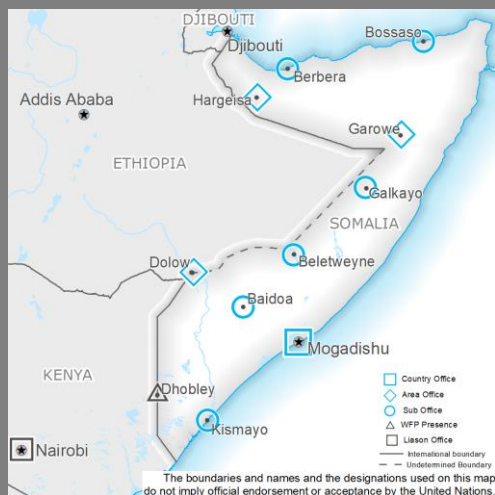 DJIBOUTI
Djibouti
Bossaso
Berbera
Addis Ababa
Hargeisa
Garowe
ETHIOPIA
Galkayo
SOMALIA
Dolow
Beletweyne
Baidoa
Mogadishu
KENYA
Dhobley
Kismayo
Nairobi
Country Office
Area Office
Sub Office
WFP Presence
Liason Office
International boundary
Undetermined Boundary
The boundaries and names and the designations used on this map
do not imply official endorsement or acceptance by the United Nations.